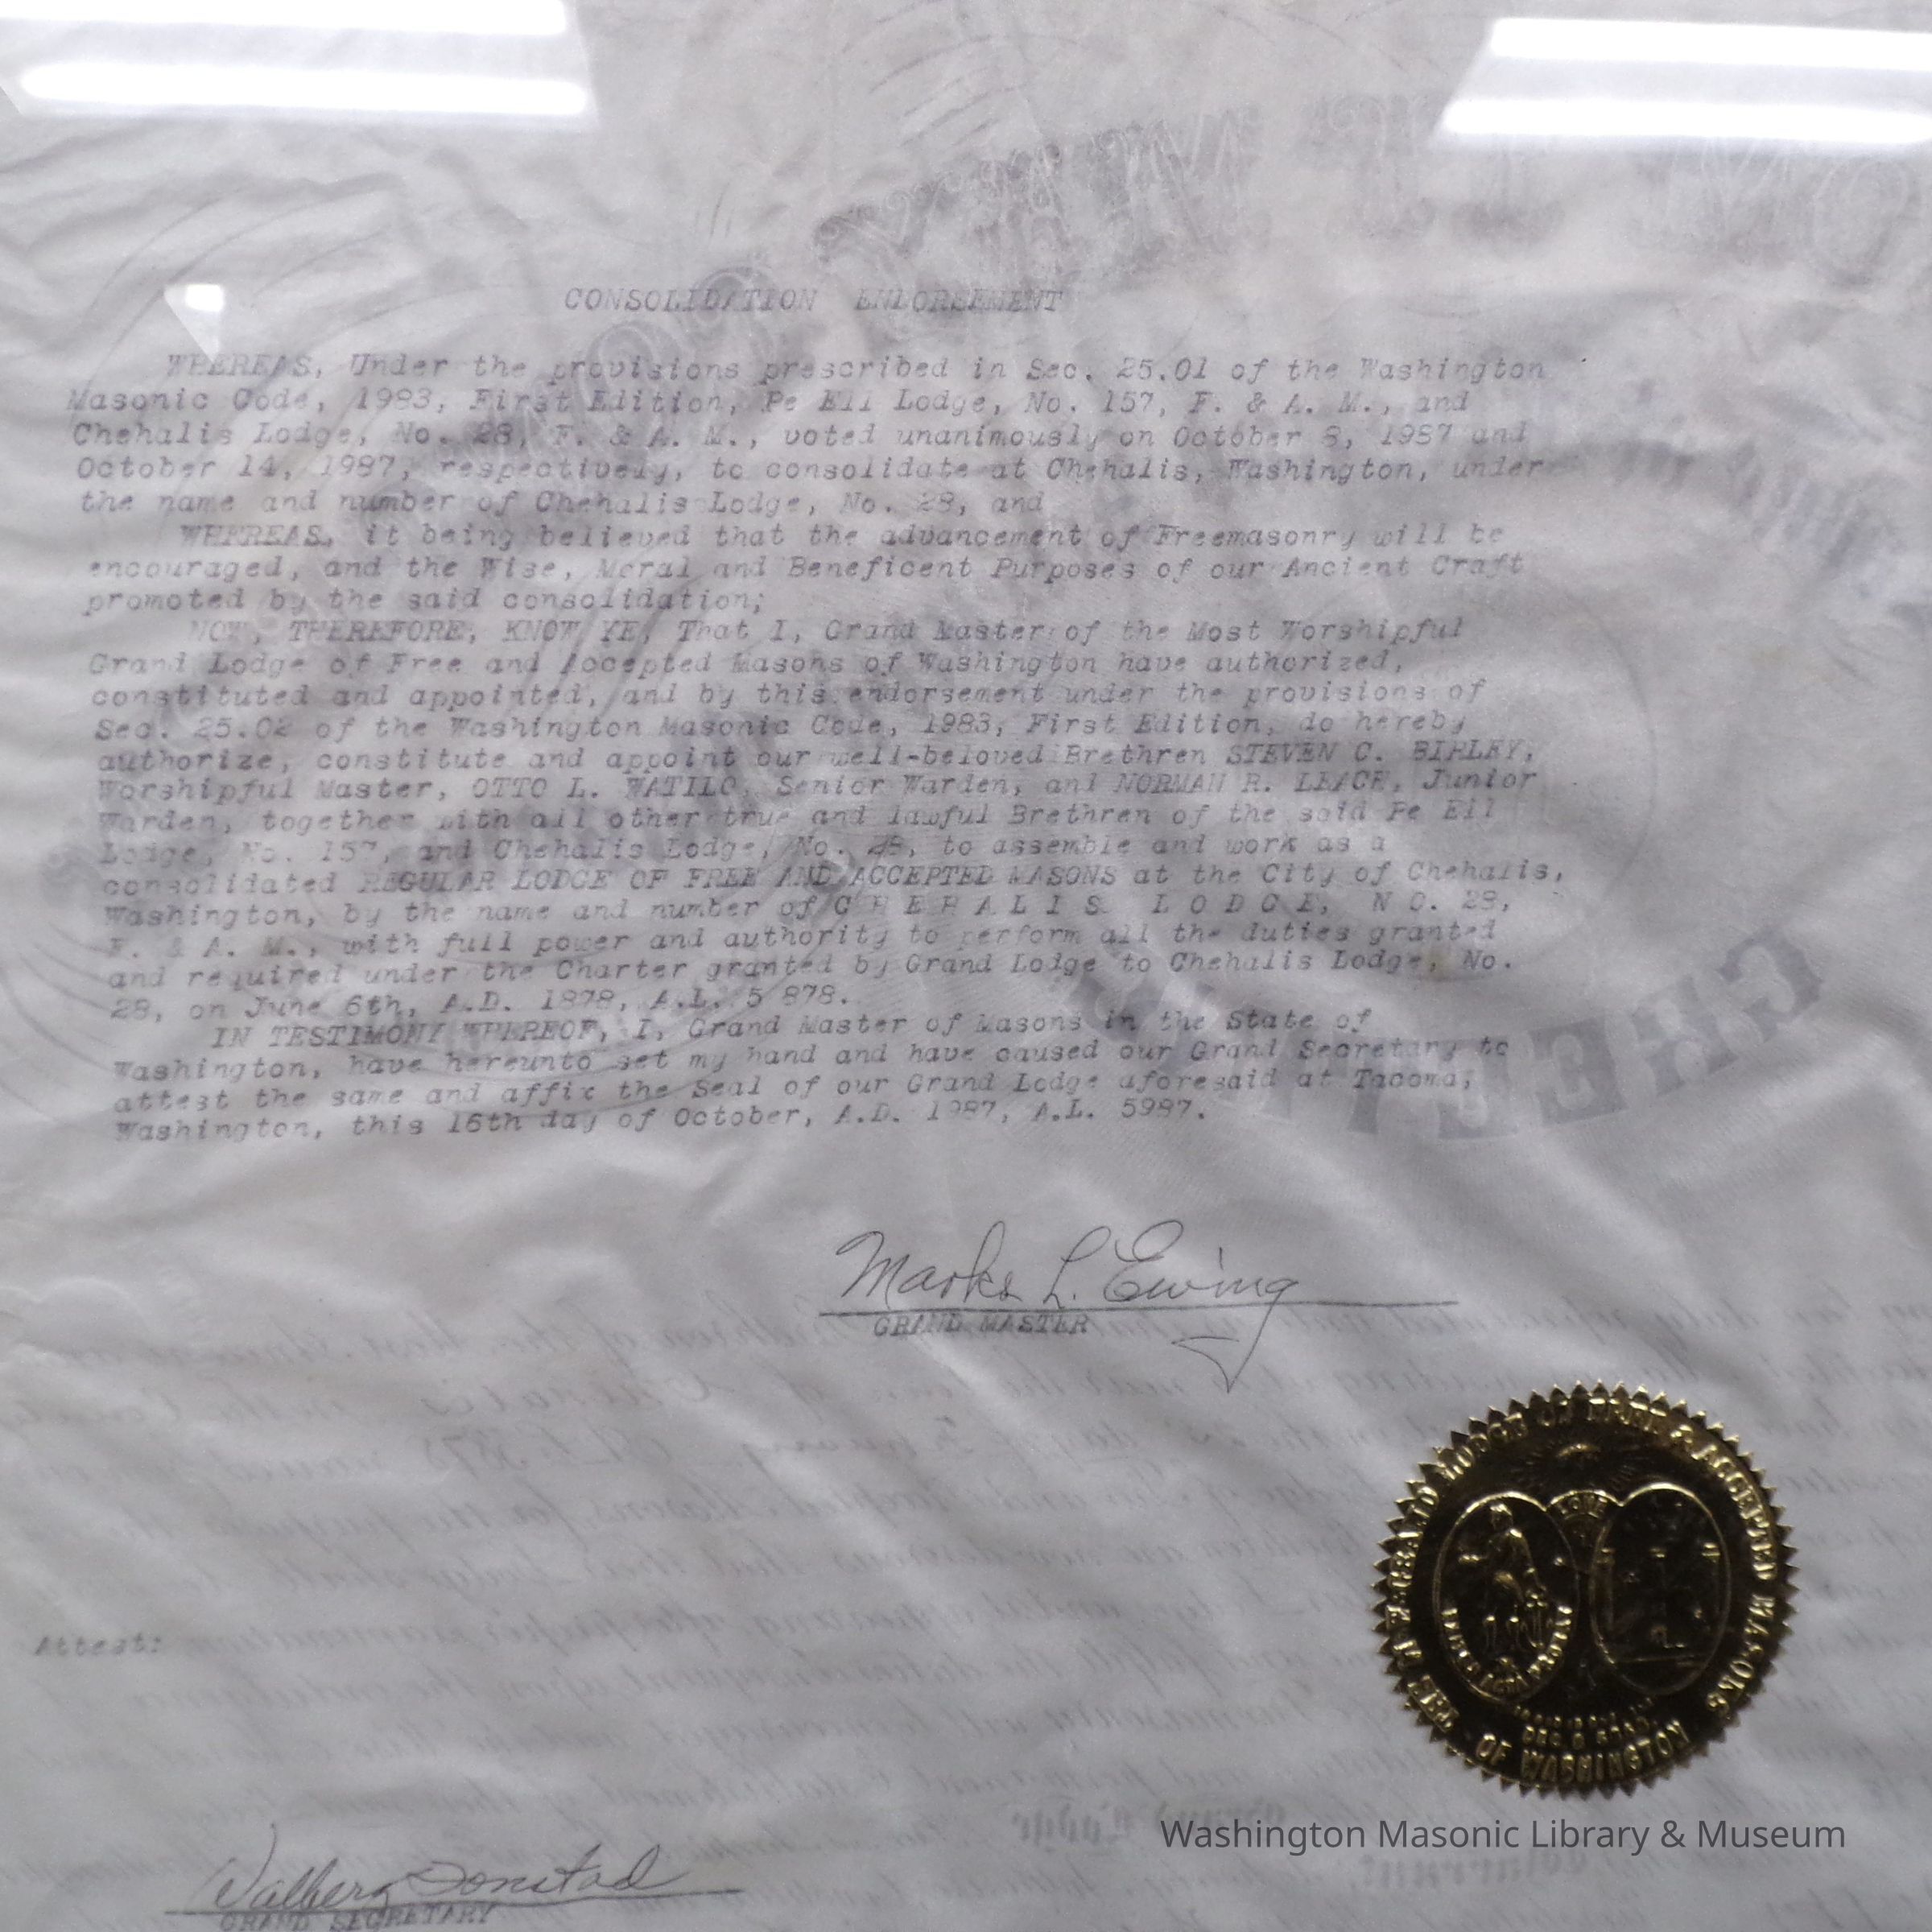 CONSOLIDATION ENDORSEMENT
WHEREAS, Under the provisions prescribed in Sec. 25.01 of the Washington
Masonic Code, 1983, First Edition, Pe Ell Lodge, No. 157, F. & A. M., and
Chehalis Lodge, No. 28, F. & A. M., voted unanimously on October 8, 1987 and
October 14, 1987, respectively, to consolidate at Chehalis, Washington, under
the name and number of Chehalis Lodge, No. 28, and
WHEREAS, it being believed that the advancement of Freemasonry will be
encouraged, and the Wise, Moral and Beneficent Purposes of our Ancient Craft
promoted by the said consolidation;
NOW, THEREFORE, KNOW YE, That I, Grand Master of the Most Worshipful
Grand Lodge of Free and Accepted Masons of Washington have authorized,
constituted and appointed, and by this endorsement under the provisions of
Sec. 25.02 of the Washington Masonic Code, 1983, First Edition, do hereby
authorize, constitute and appoint our well-beloved Brethren STEVEN C. BIRLEY,
Worshipful Master, OTTO L. WATILO, Senior Warden, and NORMAN R. LEACH, Junior
Warden, together with all other true and lawful Brethren of the said Pe Ell
Lodge, No. 157, and Chehalis Lodge, No. 28, to assemble and work as a
consolidated REGULAR LODGE OF FREE AND ACCEPTED MASONS at the City of Chehalis,
Washington, by the name and number of C H E H A L I S L O D G E, N O. 28,
F. & A. M., with full power and authority to perform all the duties granted
and required under the Charter granted by Grand Lodge to Chehalis Lodge, No.
28, on June 6th, A.D. 1878, A.L. 5 878.
IN TESTIMONY WHEREOF, I, Grand Master of Masons in the State of
Washington, have hereunto set my hand and have caused our Grand Secretary to
attest the same and affix the Seal of our Grand Lodge aforesaid at Tacoma,
Washington, this 16th day of October, A.D. 1987, A.L. 5987.
Marks L. Ewing
GRAND MASTER
GRAND LODGE OF FREE & ACCEPTED MASONS
OF WASHINGTON
Attest:
Walberg Sonstad
GRAND SECRETARY
Washington Masonic Library & Museum